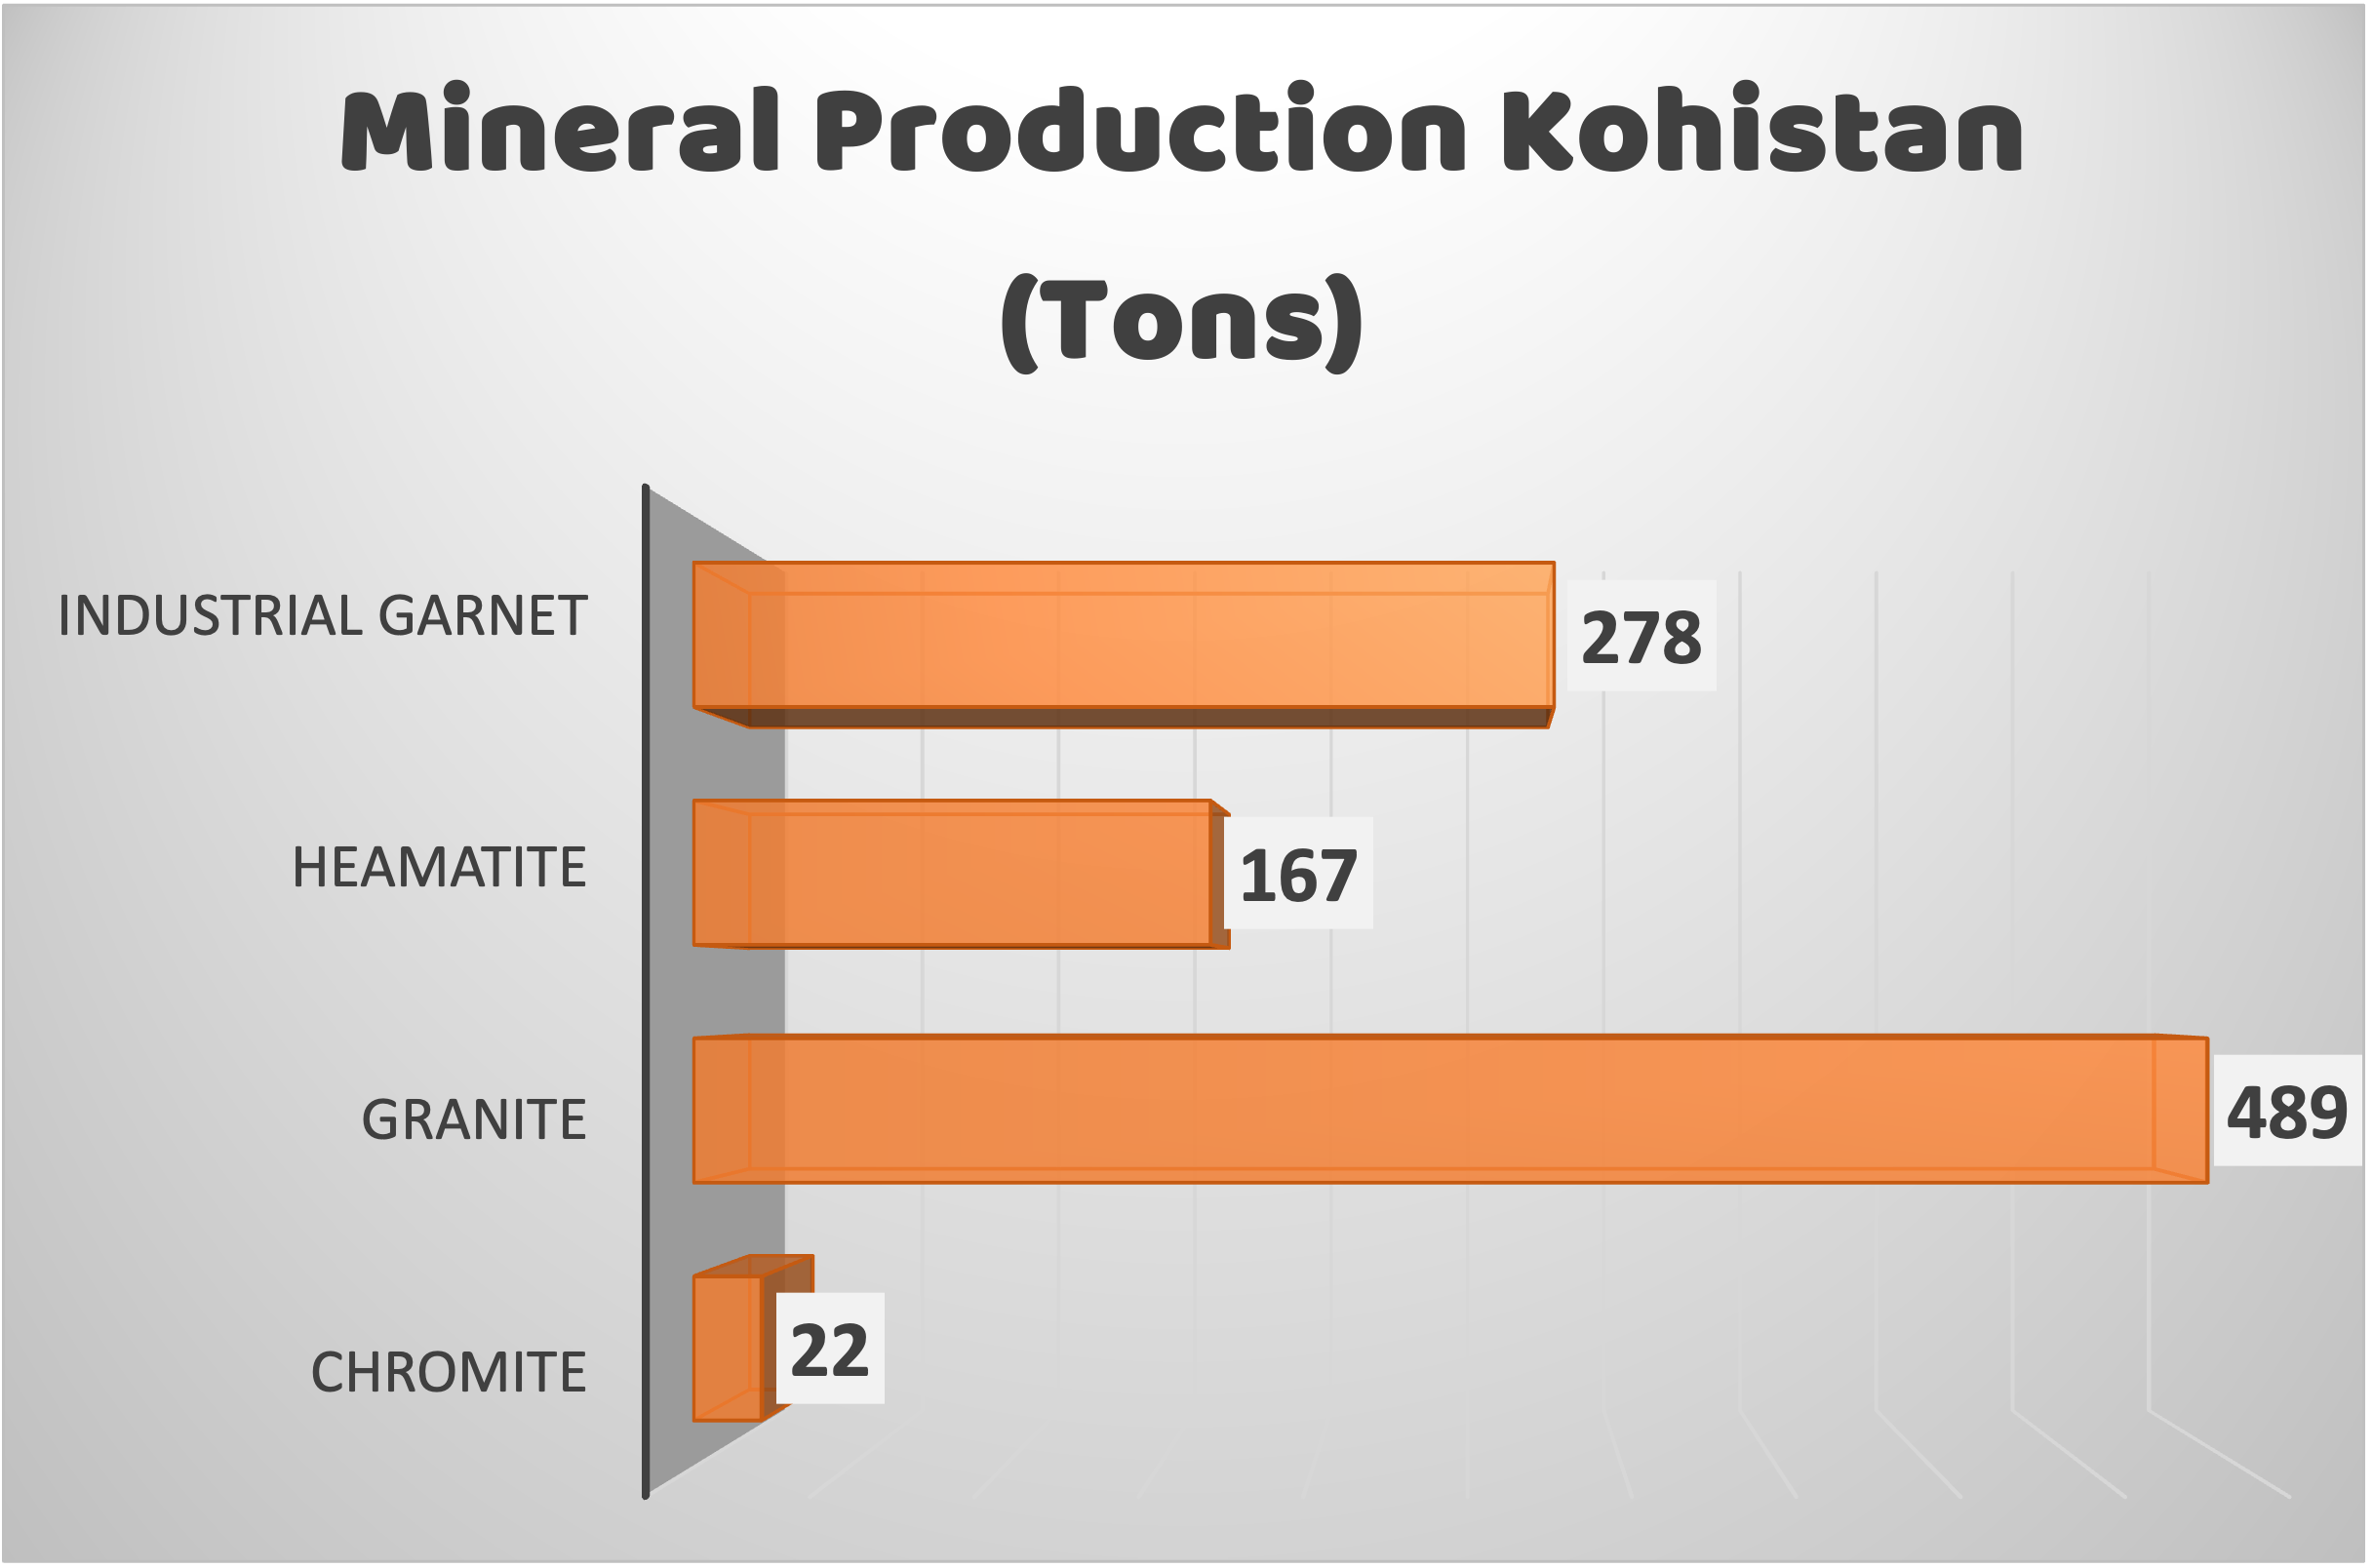 Mineral Production Kohistan
(Tons)
INDUSTRIAL GARNET
278
HEAMATITE
167
GRANITE
489
CHROMITE
22